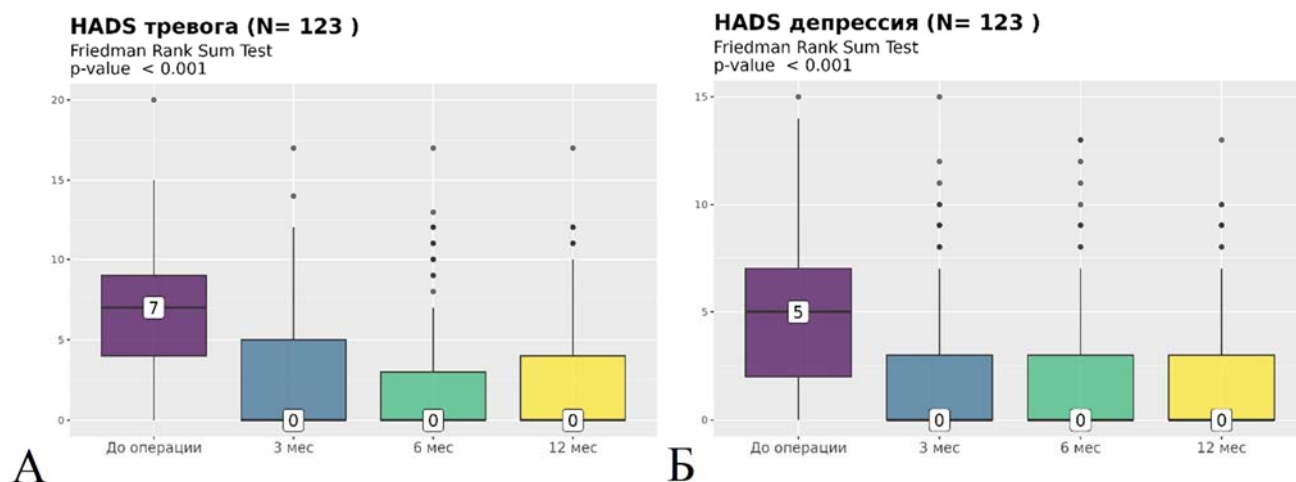 HADS тревога (N= 123 )
Friedman Rank Sum Test
p-value < 0.001
20
15
10
5
0
7
0
0
0
До операции
3 мес
6 мес
12 мес
А
HADS депрессия (N= 123 )
Friedman Rank Sum Test
p-value < 0.001
15
10
5
0
5
0
0
0
До операции
3 мес
6 мес
12 мес
Б